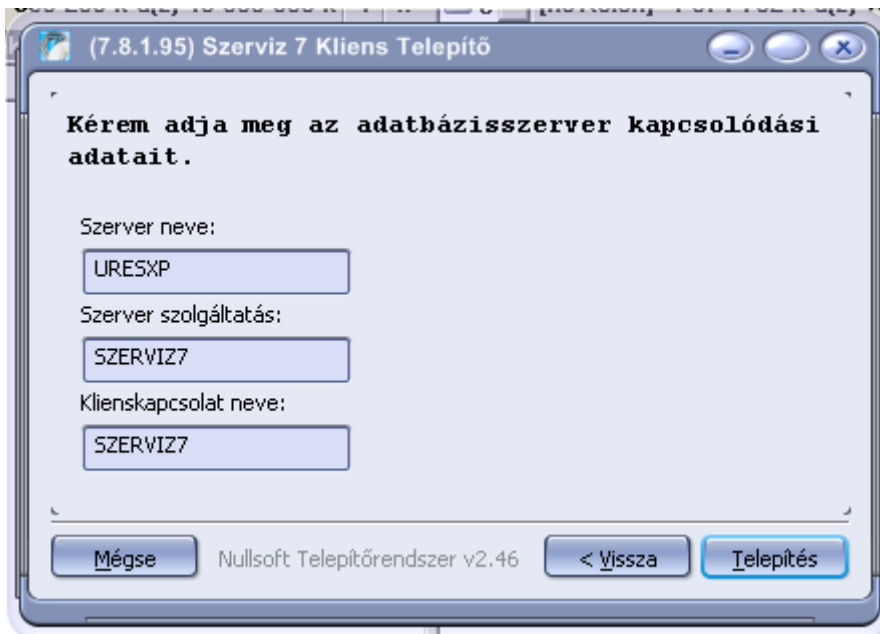 (7.8.1.95) Szerviz 7 Kliens Telepítő
Kérem adja meg az adatbázisszerver kapcsolódási
adatait.
Szerver neve:
URESXP
Szerver szolgáltatás:
SZERVIZ7
Klienskapcsolat neve:
SZERVIZ7
Mégse
Nullsoft Telepítőrendszer v2.46
< Vissza
Telepítés